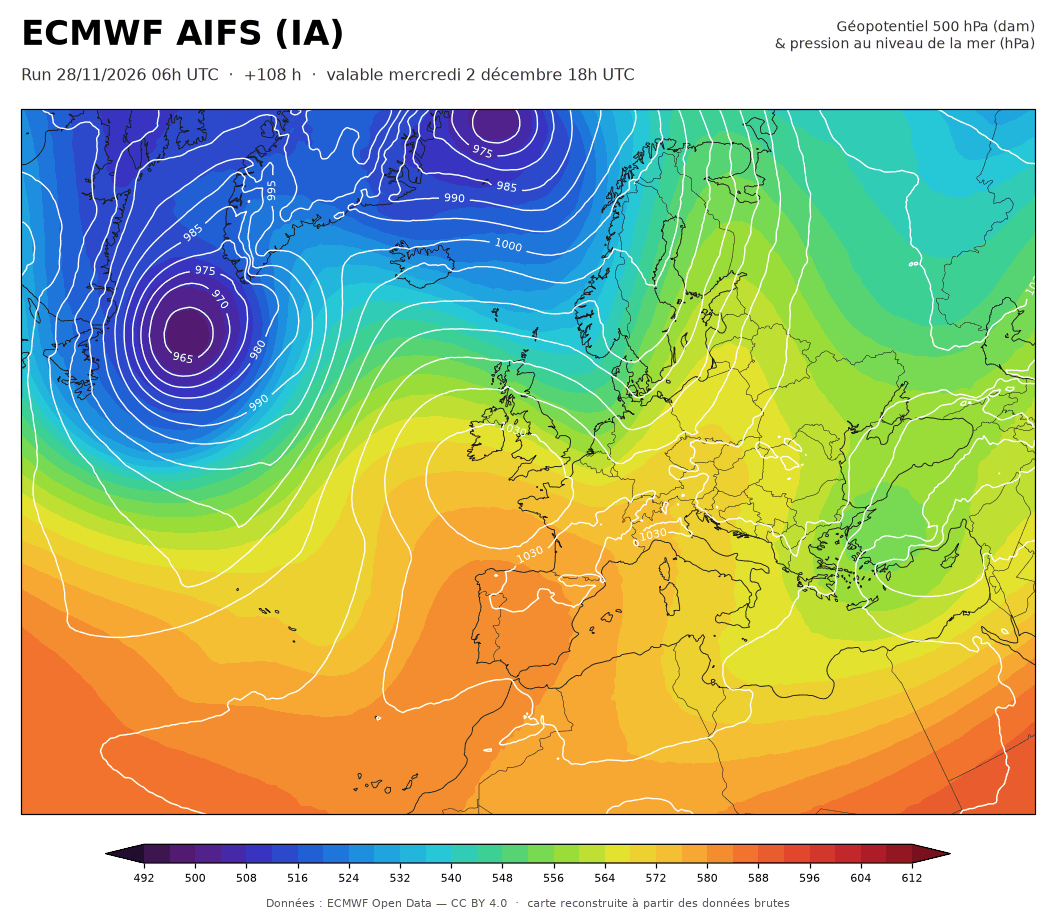 ECMWF AIFS (IA)
Géopotentiel 500 hPa (dam)
& pression au niveau de la mer (hPa)
Run 28/11/2026 06h UTC · +108 h · valable mercredi 2 décembre 18h UTC
975
985
990
995
1000
985
975
970
965
980
990
1030
1030
1030
492 500 508 516 524 532 540 548 556 564 572 580 588 596 604 612
Données : ECMWF Open Data — CC BY 4.0 · carte reconstruite à partir des données brutes